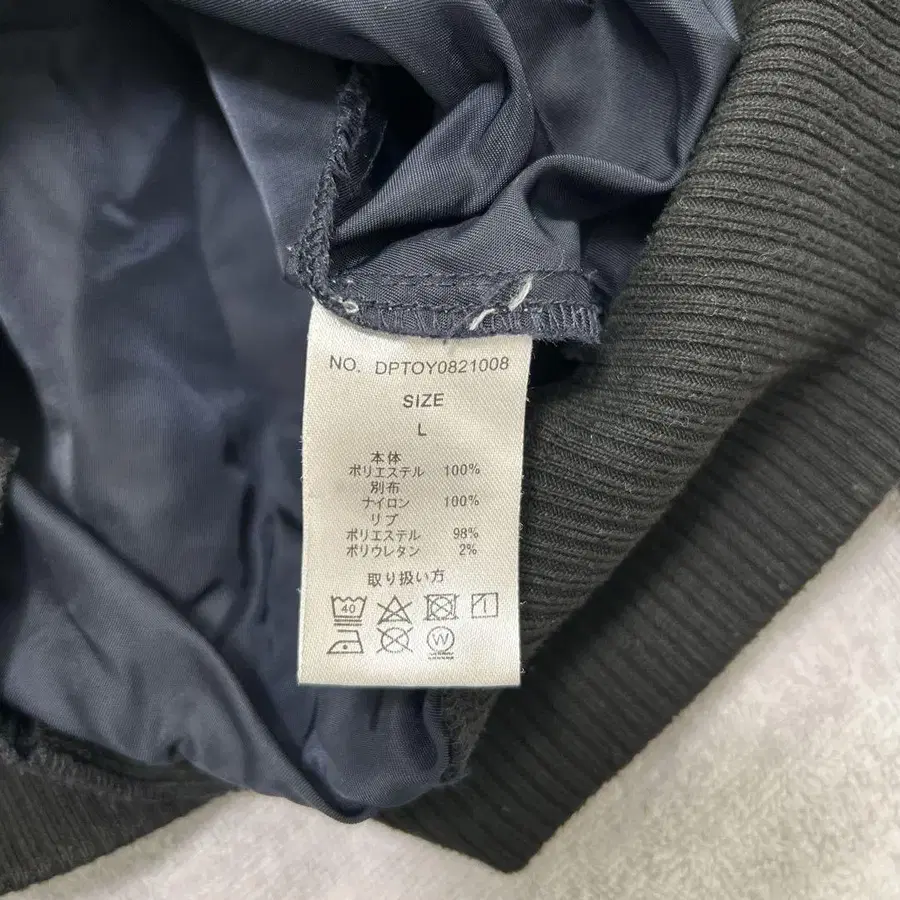 NO. DPTOY0821008
SIZE
L
本体
ポリエステル 100%
別布
ナイロン 100%
リブ
ポリエステル 98%
ポリウレタン 2%
取り扱い方
40
W